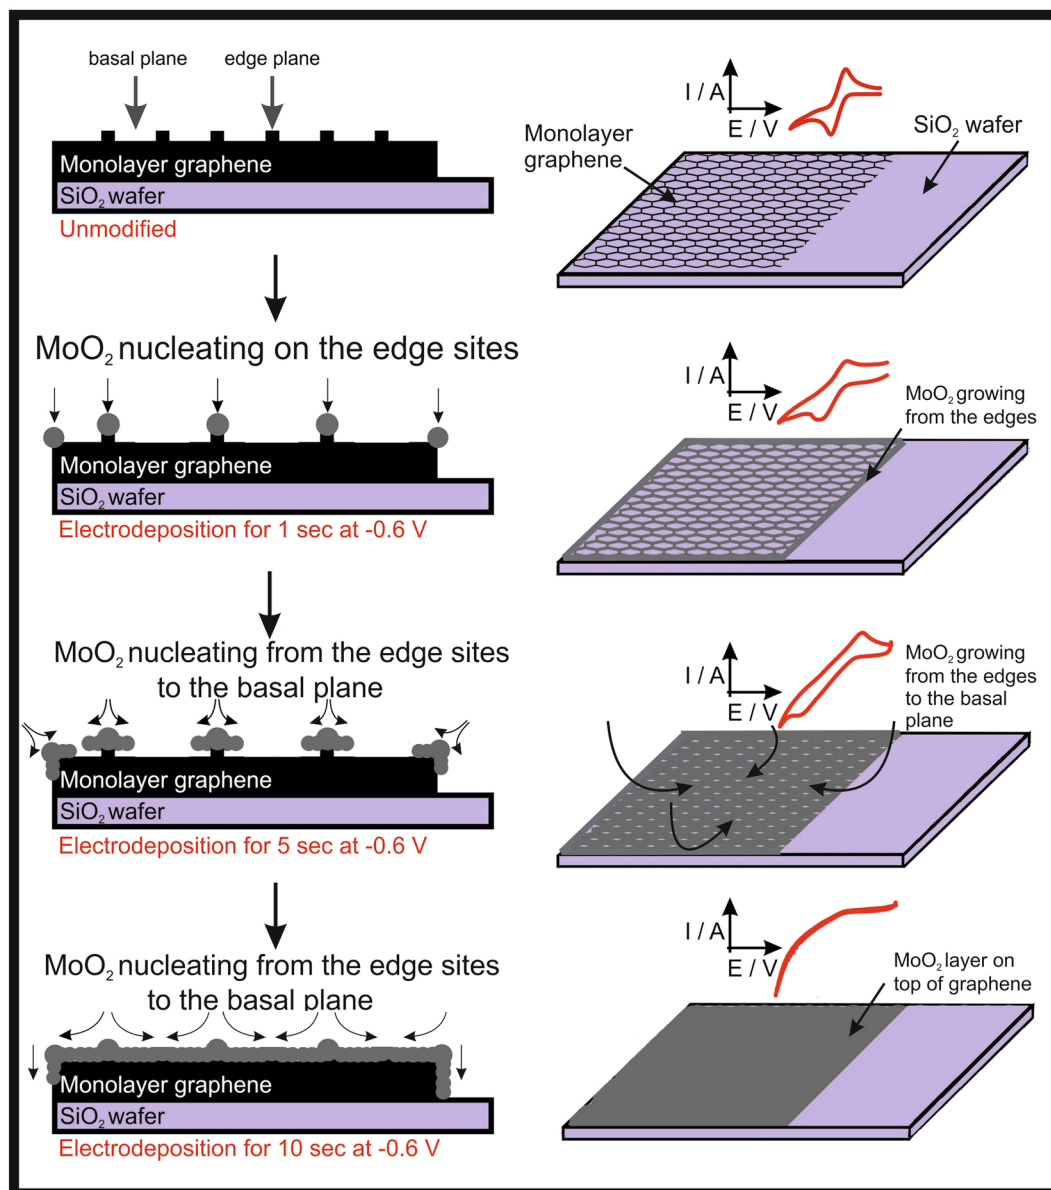 basal plane
edge plane
Monolayer graphene
SiO₂ wafer
Unmodified
I / A
E / V
Monolayer
graphene
SiO₂ wafer
MoO₂ nucleating on the edge sites
Monolayer graphene
SiO₂ wafer
Electrodeposition for 1 sec at -0.6 V
I / A
E / V
MoO₂ growing
from the edges
MoO₂ nucleating from the edge sites
to the basal plane
Monolayer graphene
SiO₂ wafer
Electrodeposition for 5 sec at -0.6 V
I / A
E / V
MoO₂ growing
from the edges
to the basal
plane
MoO₂ nucleating from the edge sites
to the basal plane
Monolayer graphene
SiO₂ wafer
Electrodeposition for 10 sec at -0.6 V
I / A
E / V
MoO₂ layer on
top of graphene